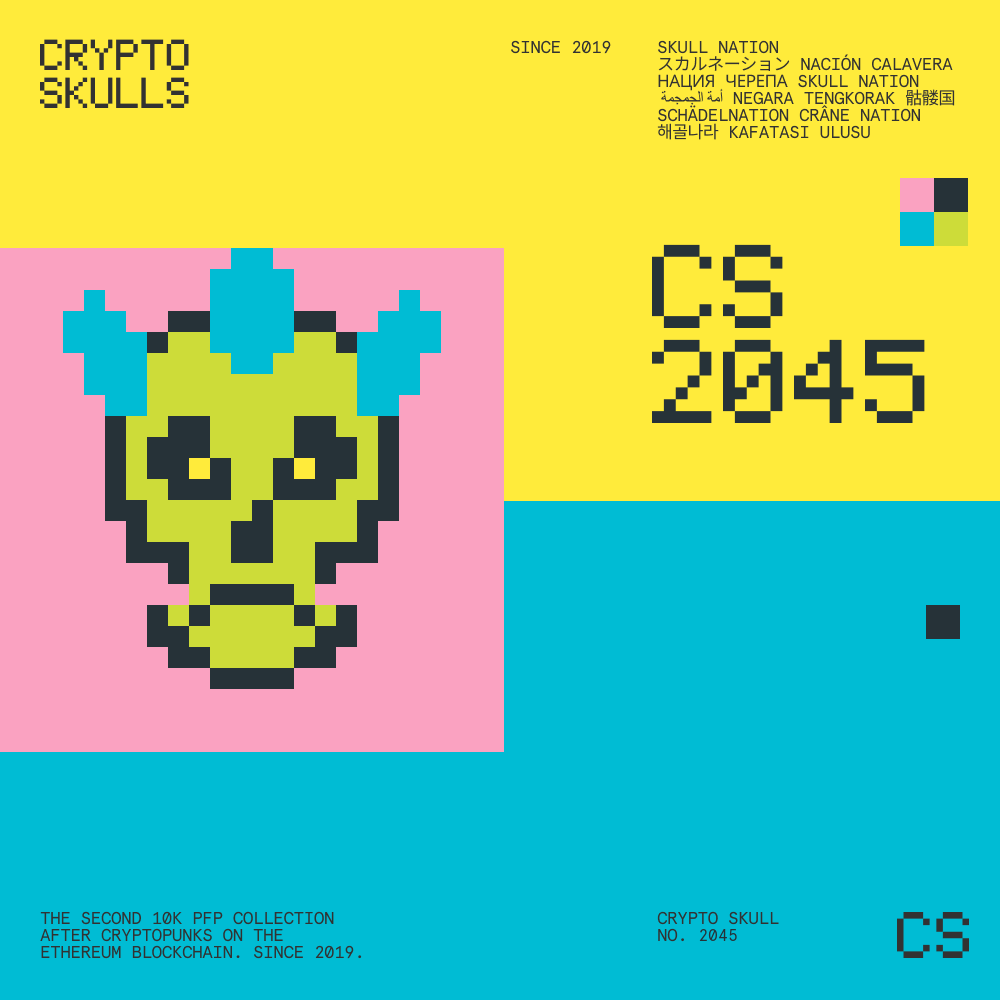 CRYPTO
SKULLS
SINCE 2019
SKULL NATION
スカルネーション NACIÓN CALAVERA
НАЦИЯ ЧЕРЕПА SKULL NATION
أمة الجمجمة NEGARA TENGKORAK 骷髅国
SCHÄDELNATION CRÂNE NATION
해골나라 KAFATASI ULUSU
CS
2045
THE SECOND 10K PFP COLLECTION
AFTER CRYPTOPUNKS ON THE
ETHEREUM BLOCKCHAIN. SINCE 2019.
CRYPTO SKULL
NO. 2045
CS